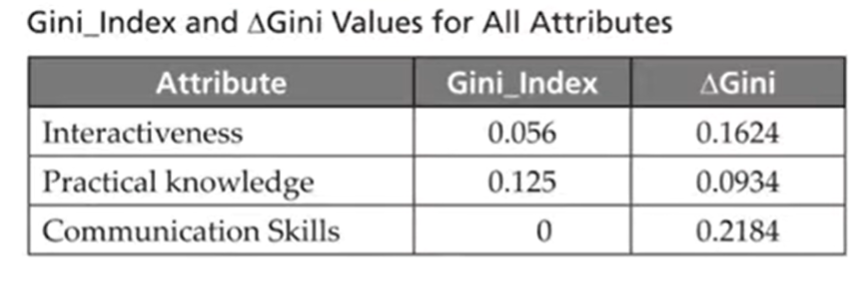 Gini_Index and ΔGini Values for All Attributes
Attribute Gini_Index ΔGini
Interactiveness 0.056 0.1624
Practical knowledge 0.125 0.0934
Communication Skills 0 0.2184